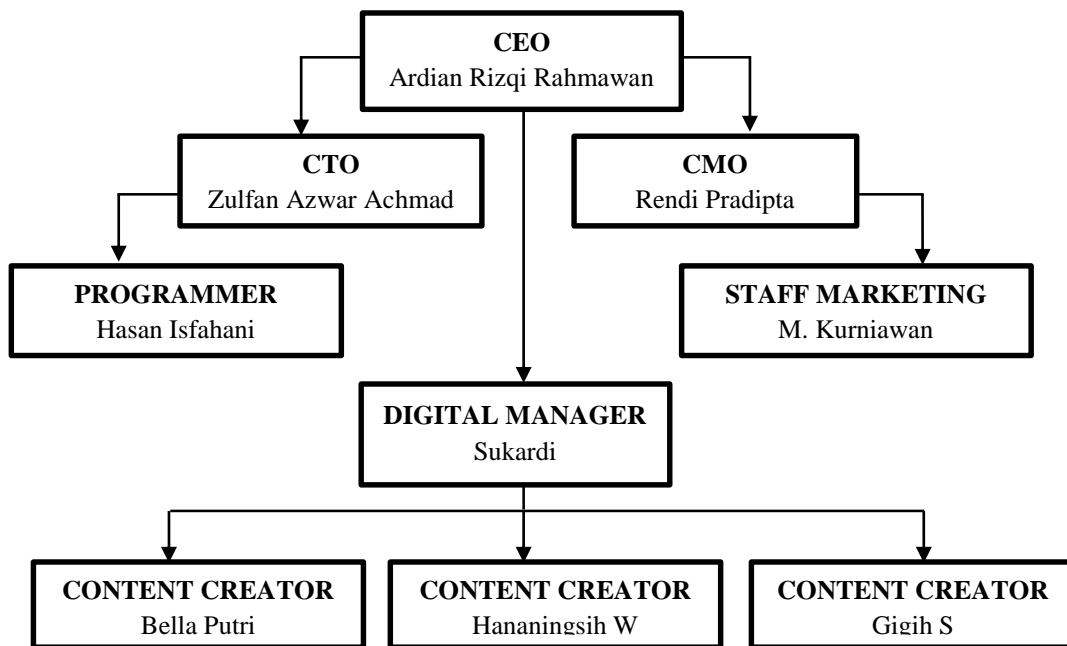 CEO
Ardian Rizqi Rahmawan
CTO
Zulfan Azwar Achmad
CMO
Rendi Pradipta
PROGRAMMER
Hasan Isfahani
STAFF MARKETING
M. Kurniawan
DIGITAL MANAGER
Sukardi
CONTENT CREATOR
Bella Putri
CONTENT CREATOR
Hananingsih W
CONTENT CREATOR
Gigih S